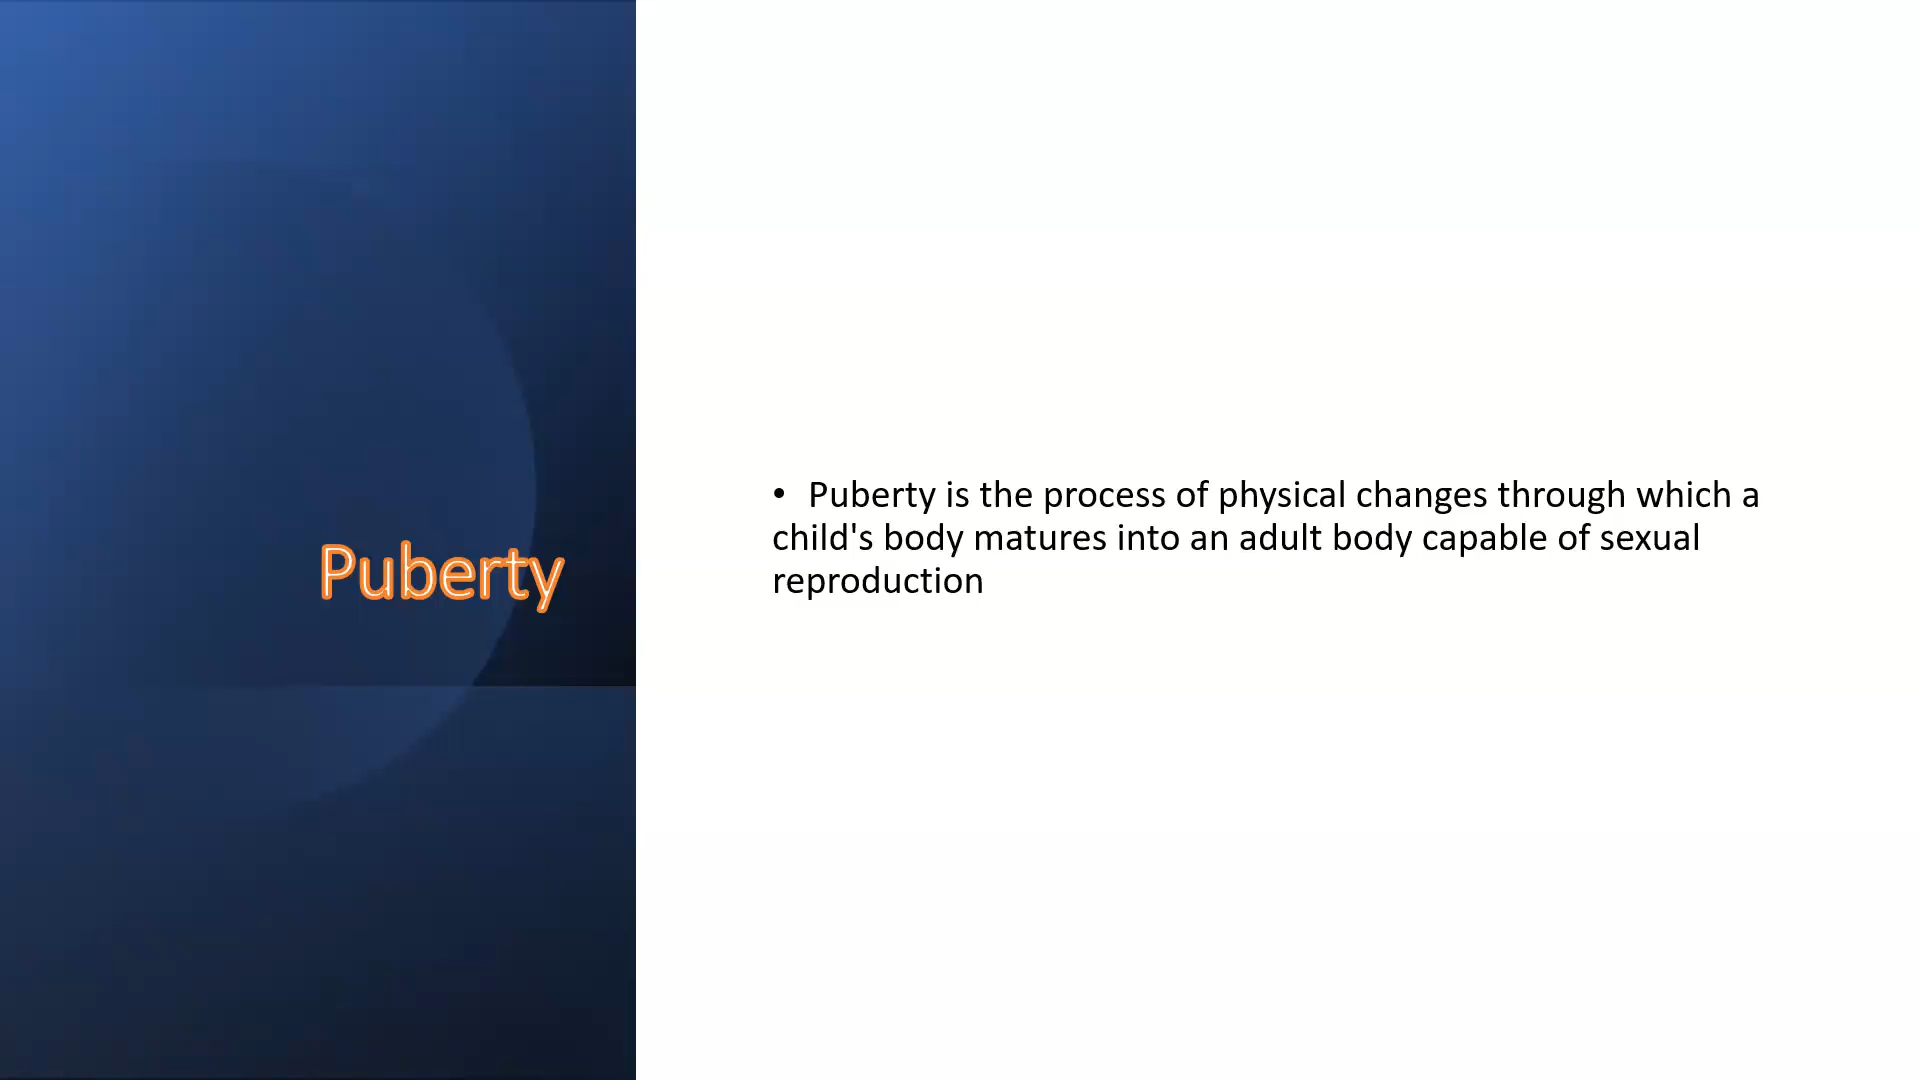 Puberty
• Puberty is the process of physical changes through which a
child's body matures into an adult body capable of sexual
reproduction